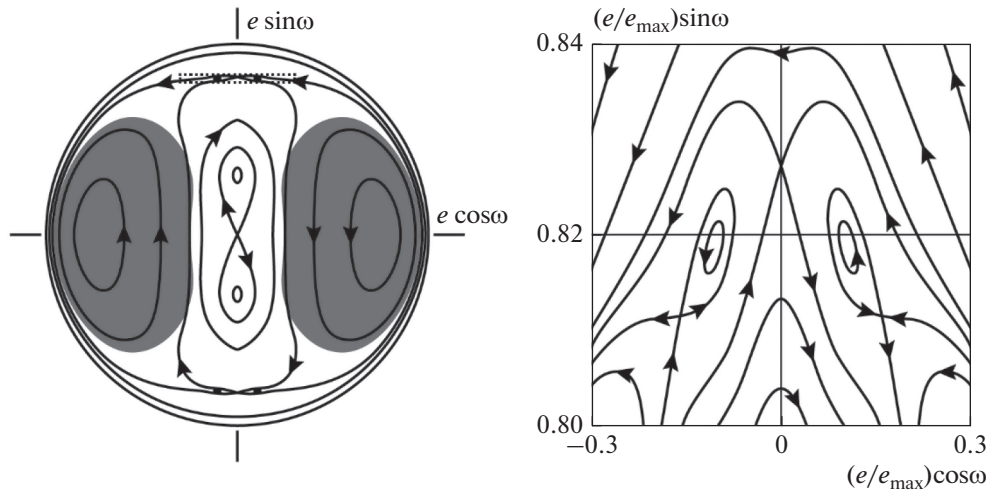 e sinω
e cosω
(e/e_max)sinω
0.84
0.82
0.80
−0.3
0
0.3
(e/e_max)cosω